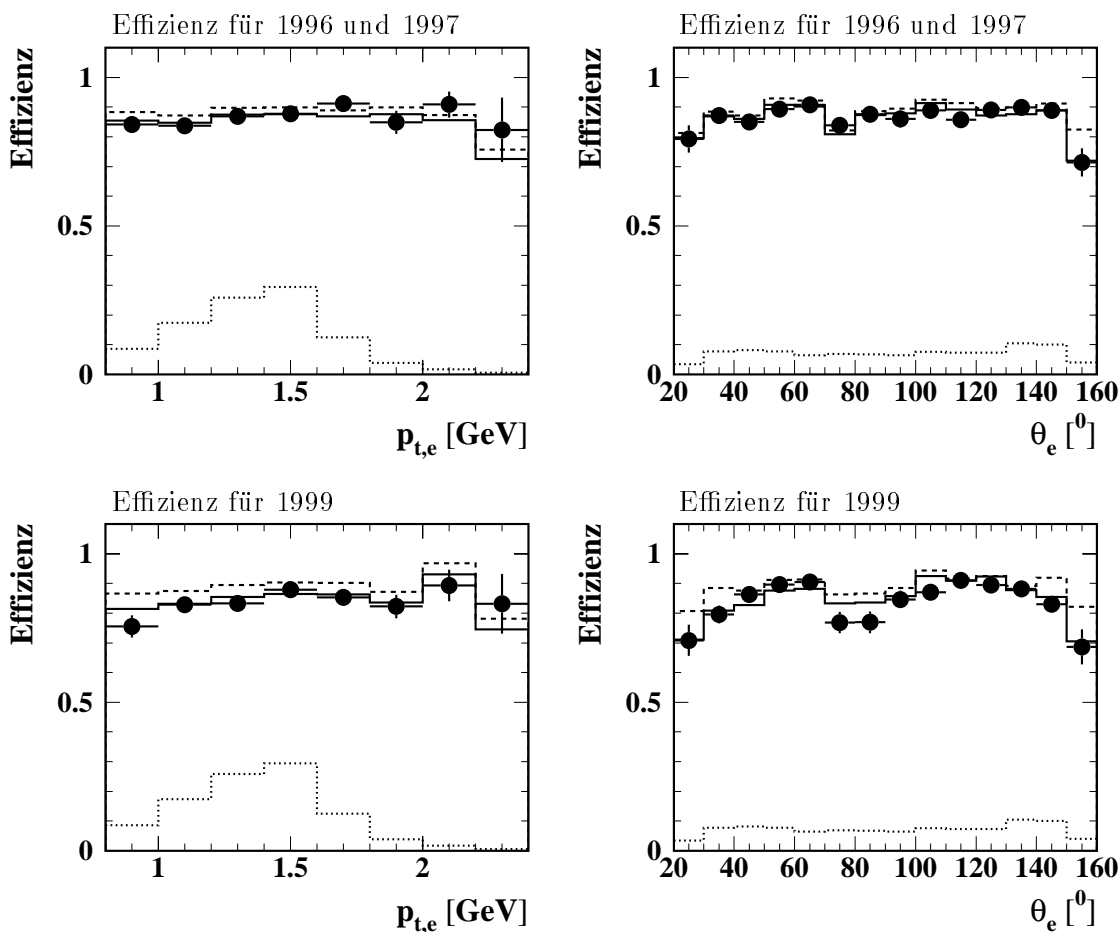 Effizienz für 1996 und 1997
Effizienz
1
0.5
0
1
1.5
2
p_{t,e} [GeV]
Effizienz für 1996 und 1997
Effizienz
1
0.5
0
20 40 60 80 100 120 140 160
θ_e [⁰]
Effizienz für 1999
Effizienz
1
0.5
0
1
1.5
2
p_{t,e} [GeV]
Effizienz für 1999
Effizienz
1
0.5
0
20 40 60 80 100 120 140 160
θ_e [⁰]